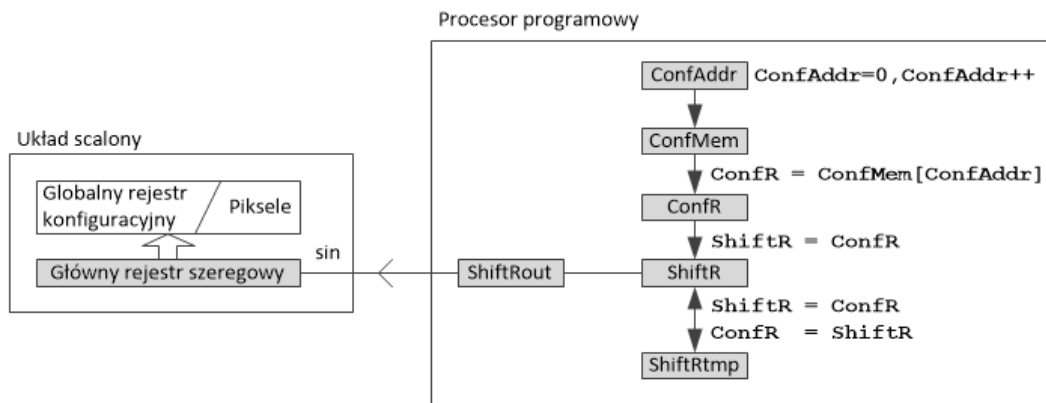 Procesor programowy
ConfAddr ConfAddr=0,ConfAddr++
Układ scalony
ConfMem
Globalny rejestr
konfiguracyjny
Piksele
ConfR = ConfMem[ConfAddr]
ConfR
sin
ShiftR = ConfR
Główny rejestr szeregowy
ShiftRout
ShiftR
ShiftR = ConfR
ConfR = ShiftR
ShiftRtmp